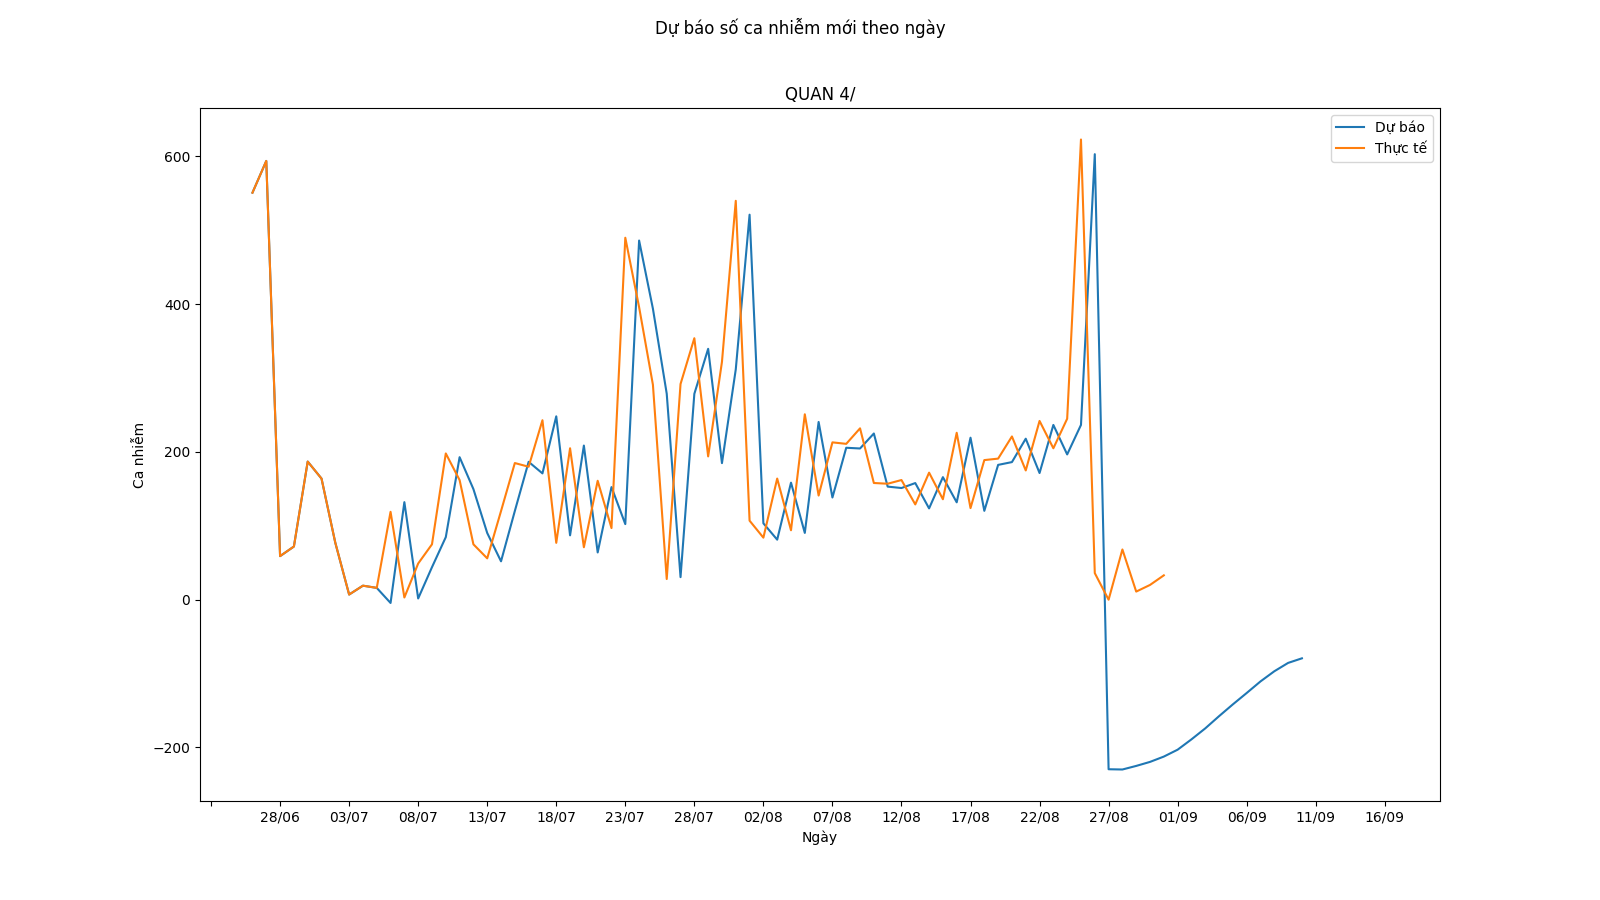 Dự báo số ca nhiễm mới theo ngày
QUAN 4/
Dự báo
Thực tế
600
400
200
0
−200
Ca nhiễm
28/06 03/07 08/07 13/07 18/07 23/07 28/07 02/08 07/08 12/08 17/08 22/08 27/08 01/09 06/09 11/09 16/09
Ngày